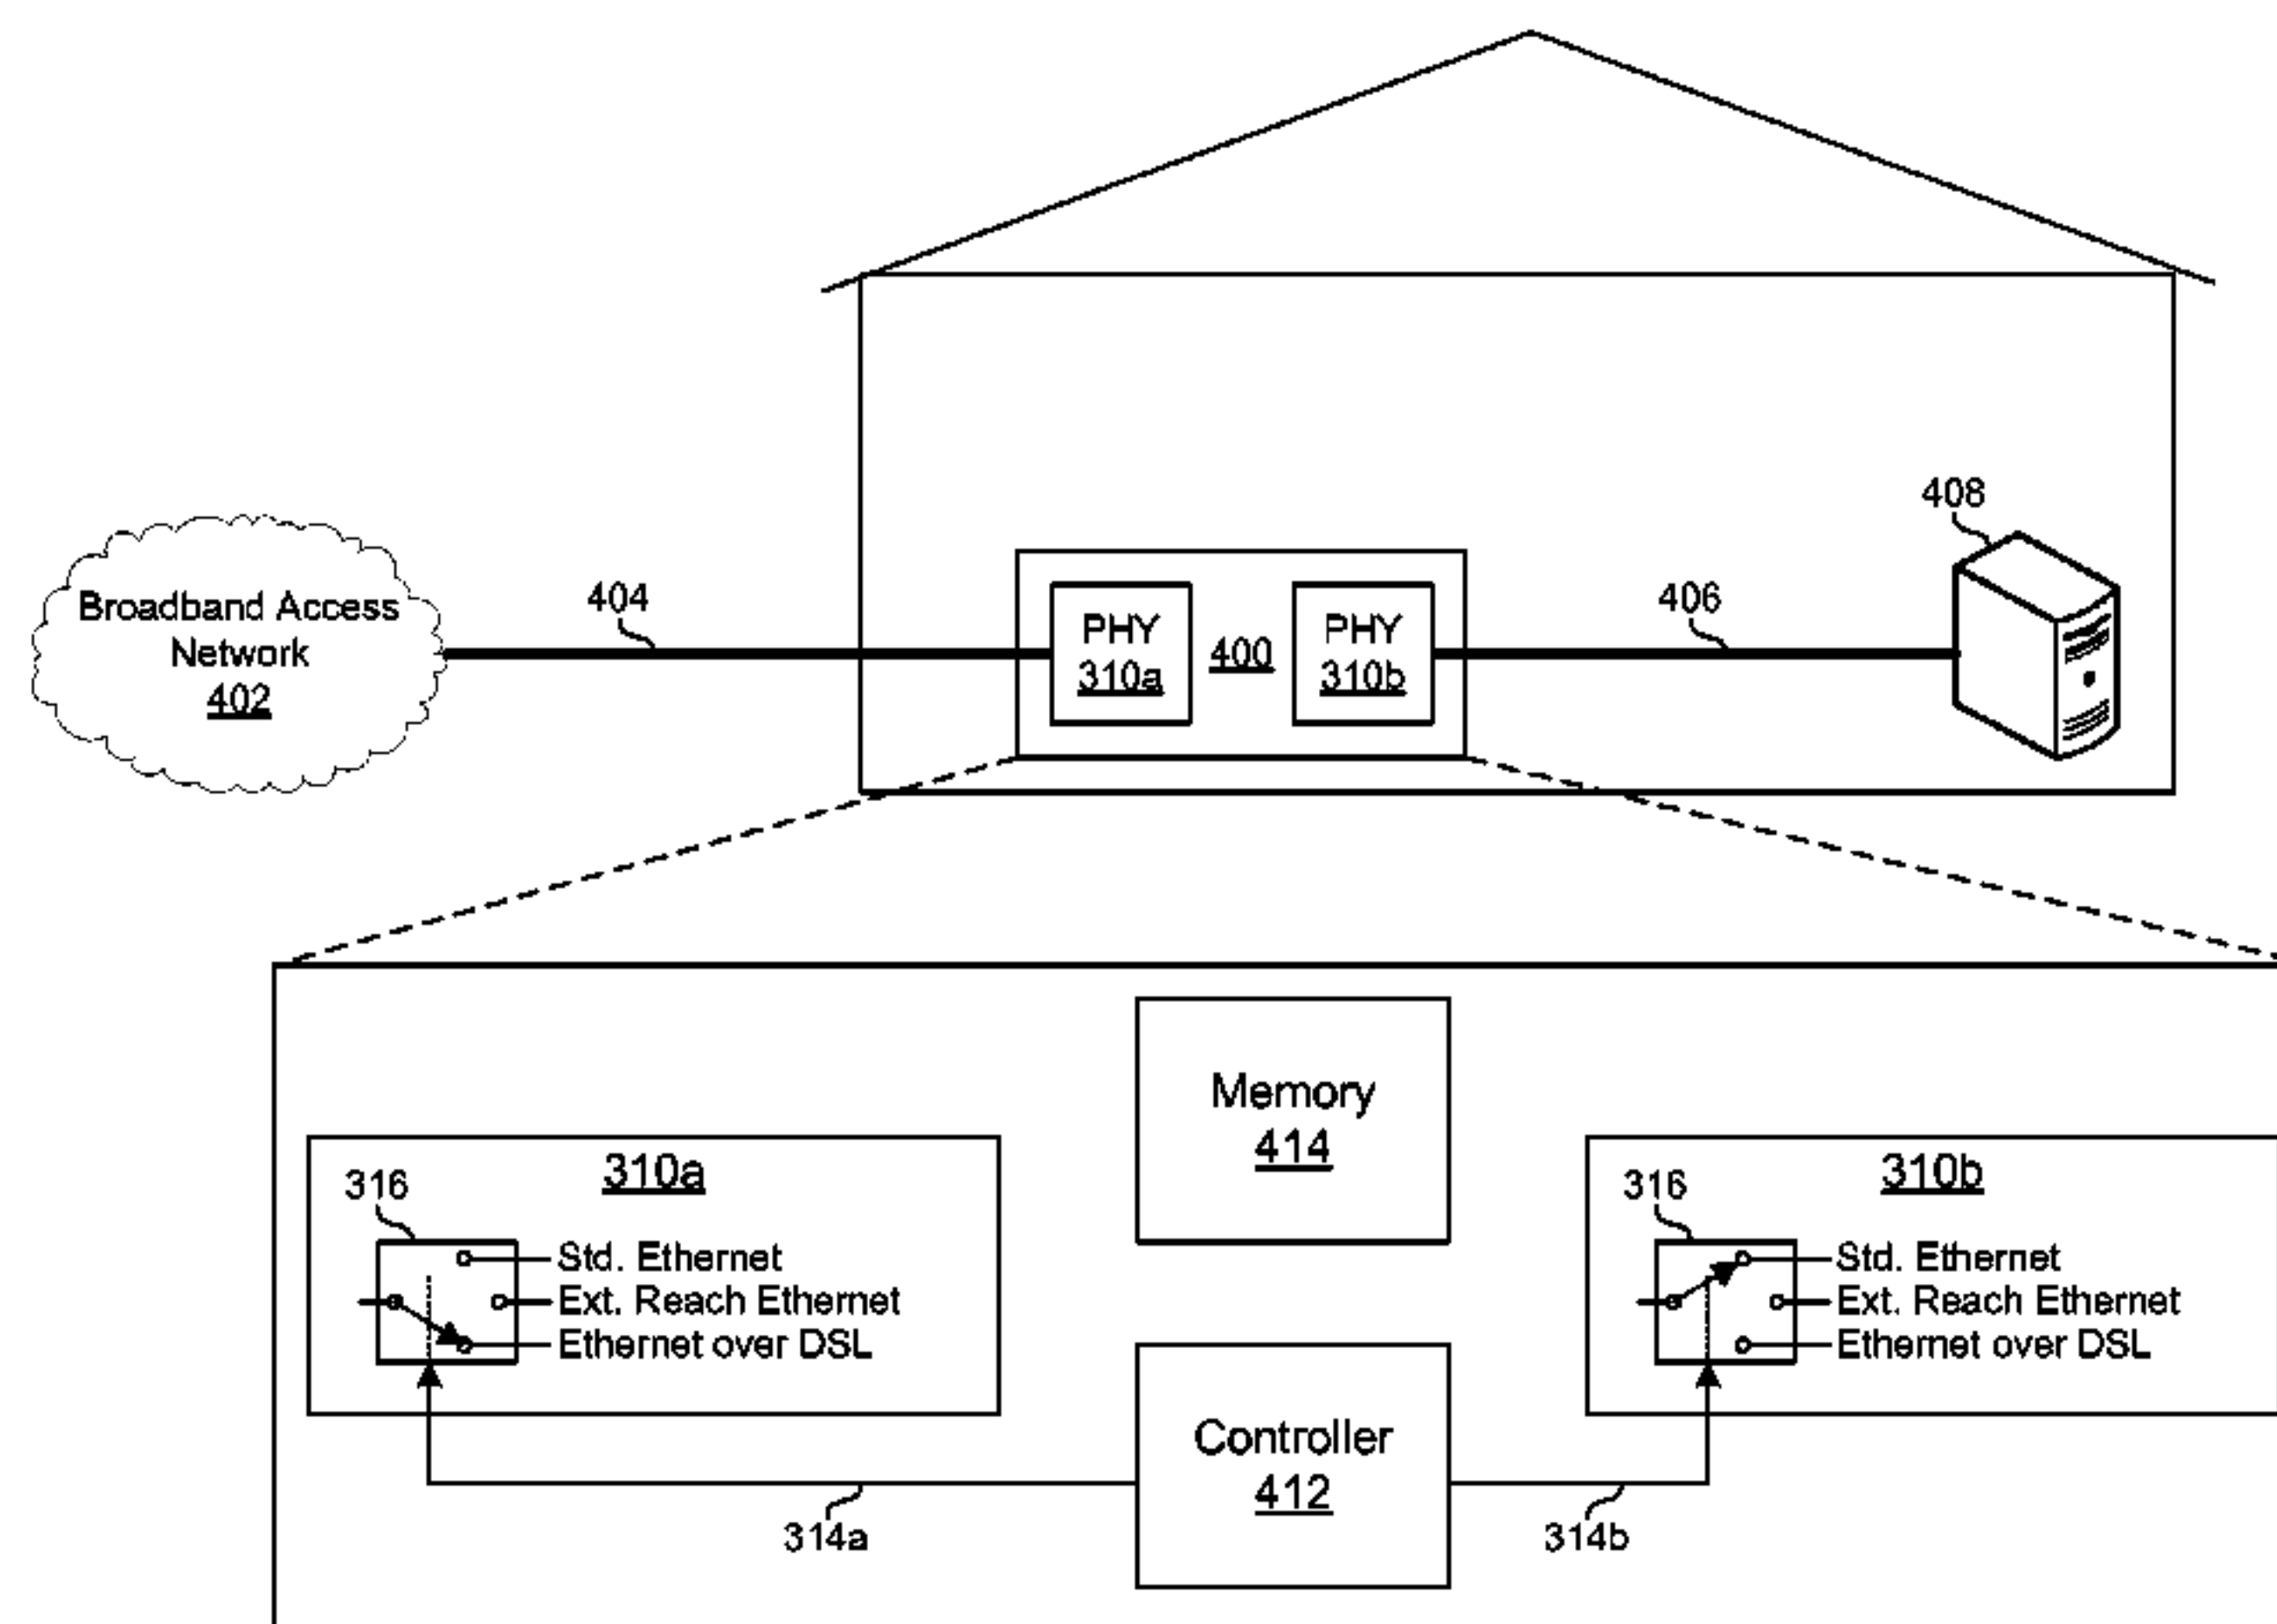 408
404
406
Broadband Access
Network
402
PHY
310a
400
PHY
310b
Memory
414
310a
316
Std. Ethernet
Ext. Reach Ethernet
Ethernet over DSL
310b
316
Std. Ethernet
Ext. Reach Ethernet
Ethernet over DSL
Controller
412
314a
314b